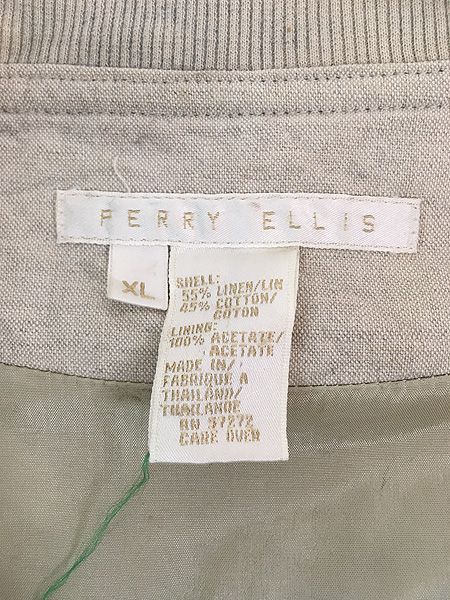 PERRY ELLIS
XL
SHELL:
55% LINEN/LIN
45% COTTON/
COTON
LINING:
100% ACETATE/
ACETATE
MADE IN/
FABRIQUE A
THAILAND/
THAILANDE
RN 37272
CARE OVER